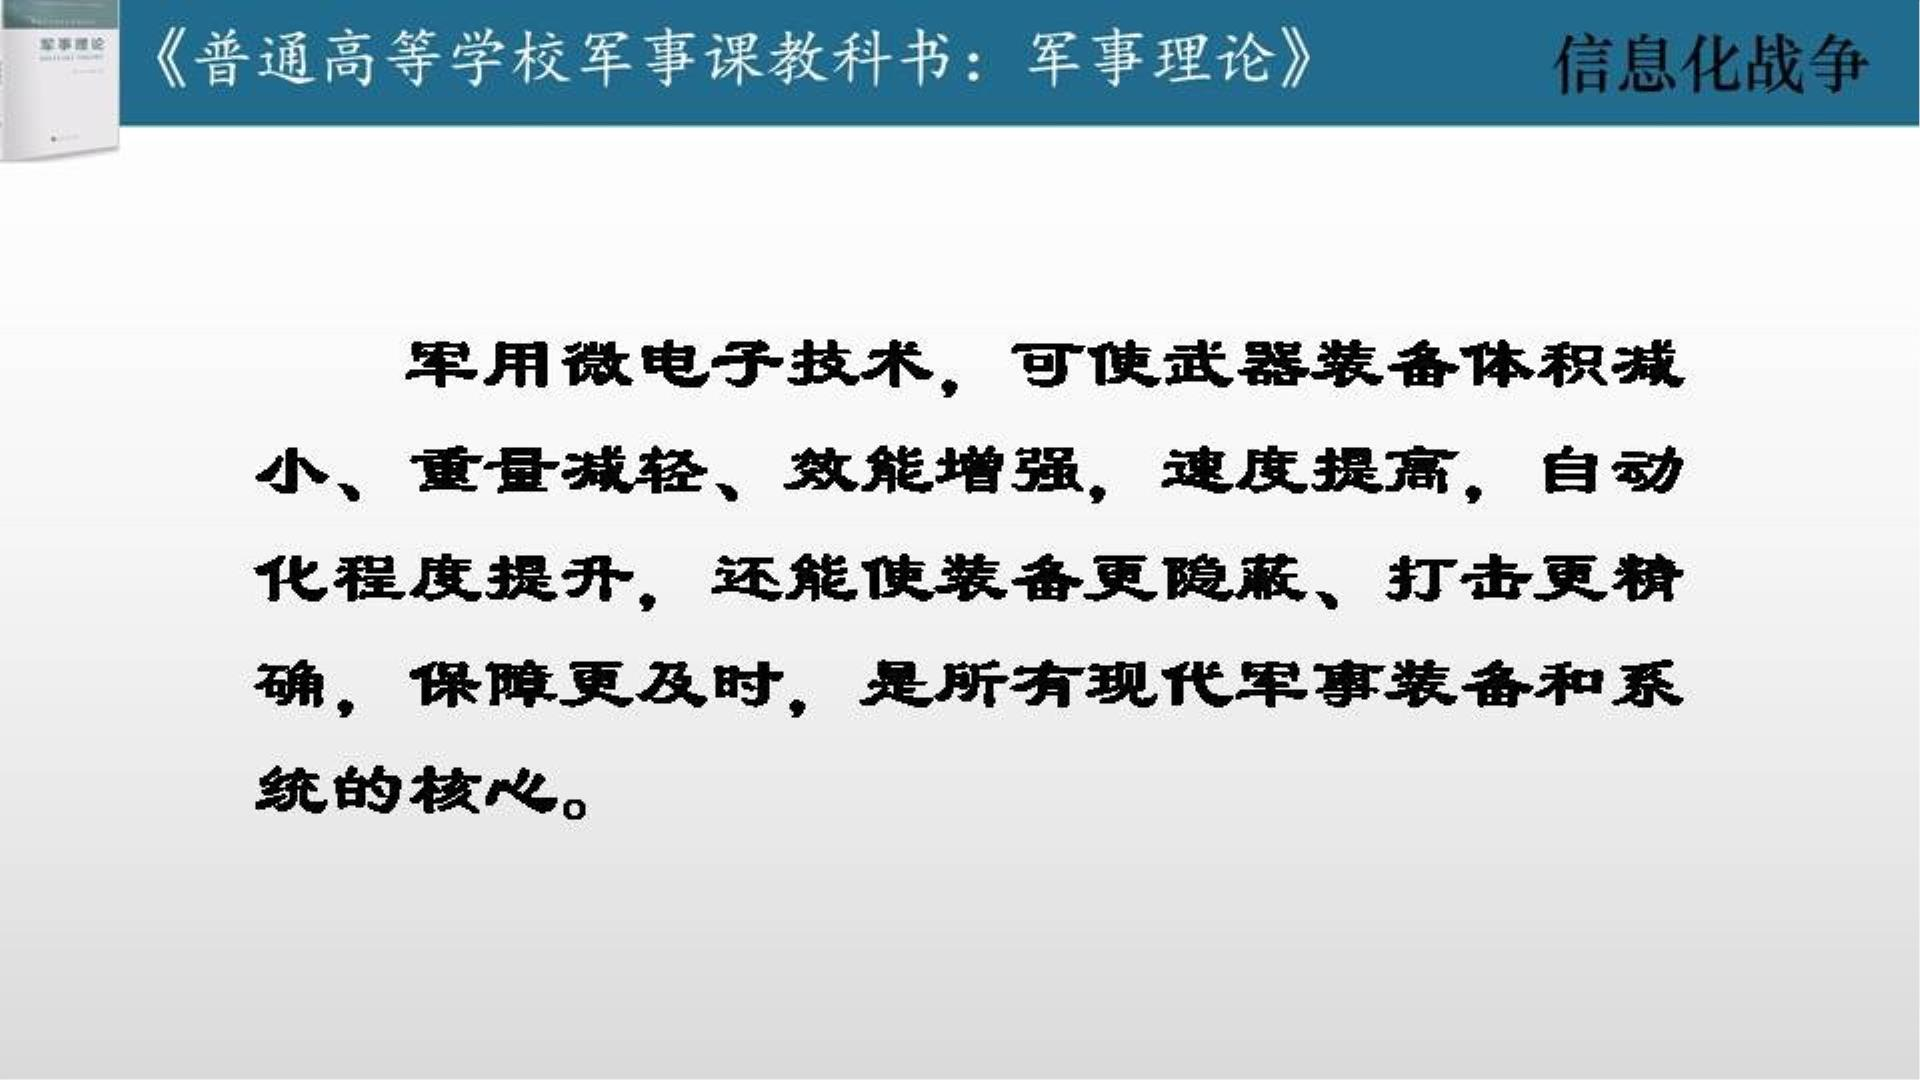 军事理论
《普通高等学校军事课教科书：军事理论》
信息化战争
军用微电子技术，可使武器装备体积减
小、重量减轻、效能增强，速度提高，自动
化程度提升，还能使装备更隐蔽、打击更精
确，保障更及时，是所有现代军事装备和系
统的核心。